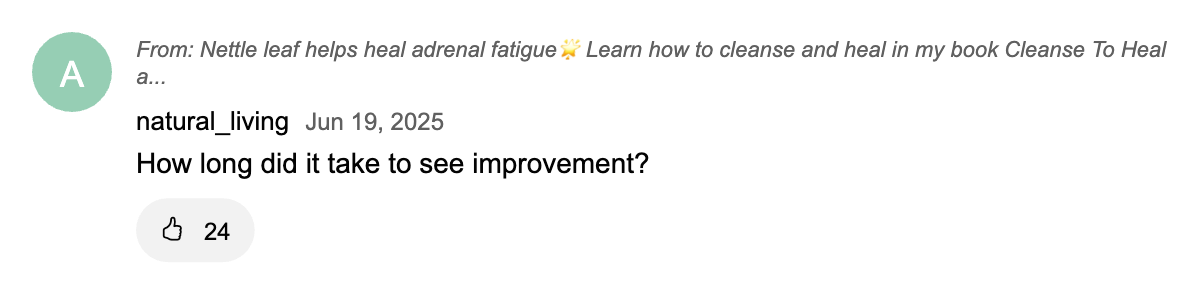 A
From: Nettle leaf helps heal adrenal fatigue🌟 Learn how to cleanse and heal in my book Cleanse To Heal
a...
natural_living Jun 19, 2025
How long did it take to see improvement?
24